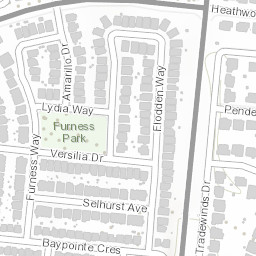 Heathwo
Amarillo Dr
Lydia Way
Flodden Way
Pende
Furness
Park
Furness Way
Versilia Dr
Selhurst Ave
Tradewinds Dr
Baypointe Cres